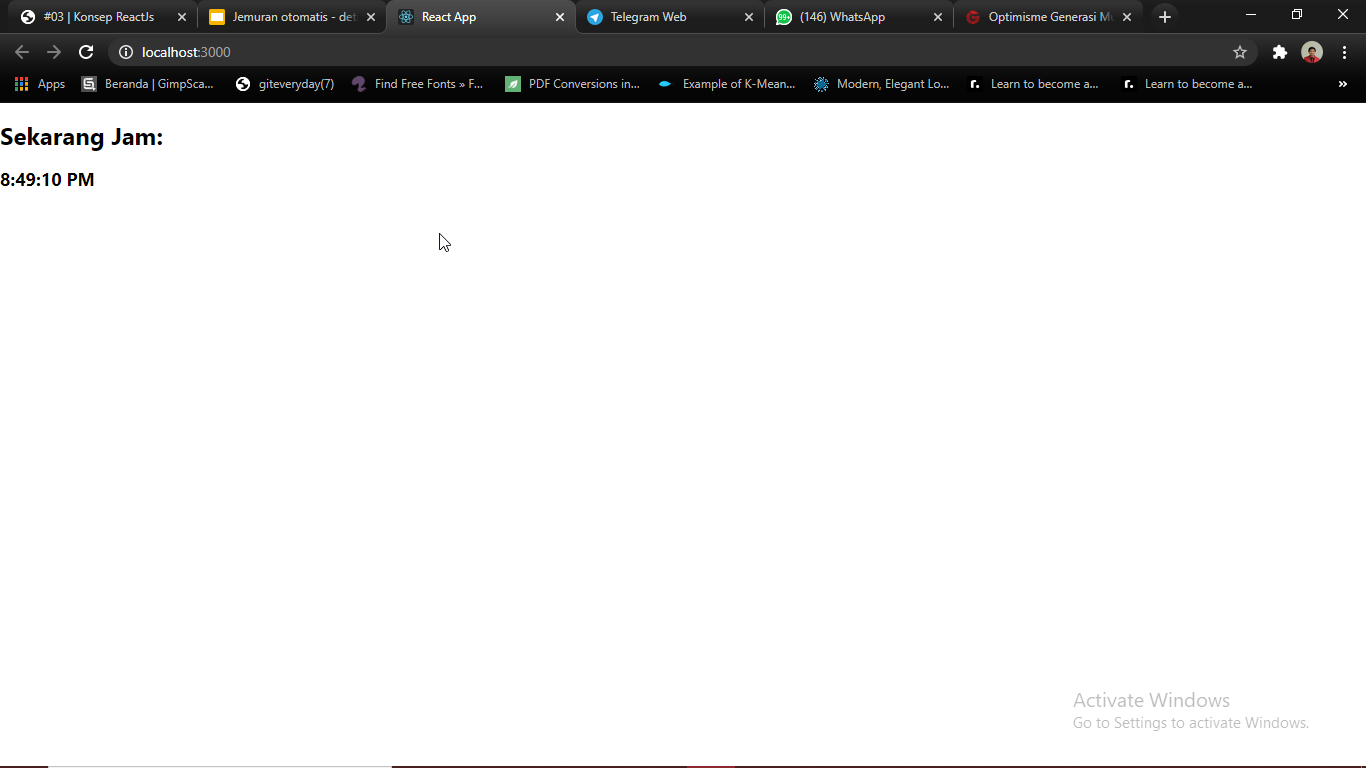 #03 | Konsep ReactJs
Jemuran otomatis - det
React App
Telegram Web
(146) WhatsApp
Optimisme Generasi Mu
localhost:3000
Apps
Beranda | GimpSca...
giteveryday(7)
Find Free Fonts » F...
PDF Conversions in...
Example of K-Mean...
Modern, Elegant Lo...
Learn to become a...
Learn to become a...
Sekarang Jam:
8:49:10 PM
Activate Windows
Go to Settings to activate Windows.